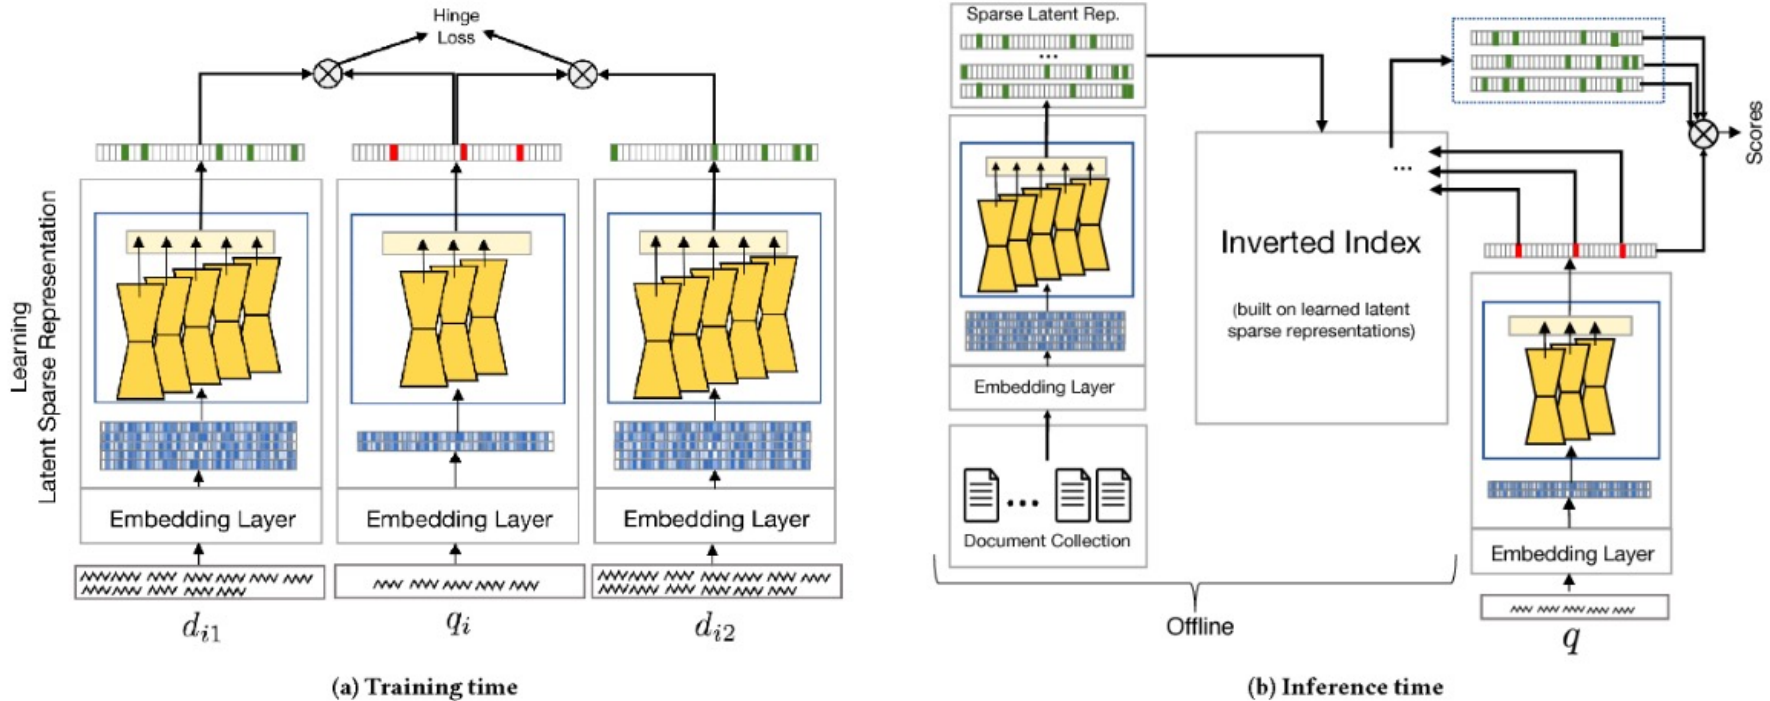 Hinge
Loss
Learning
Latent Sparse Representation
Embedding Layer
Embedding Layer
Embedding Layer
d_{i1}
q_i
d_{i2}
(a) Training time
Sparse Latent Rep.
...
Embedding Layer
...
Document Collection
Inverted Index
(built on learned latent
sparse representations)
...
Scores
Embedding Layer
q
Offline
(b) Inference time